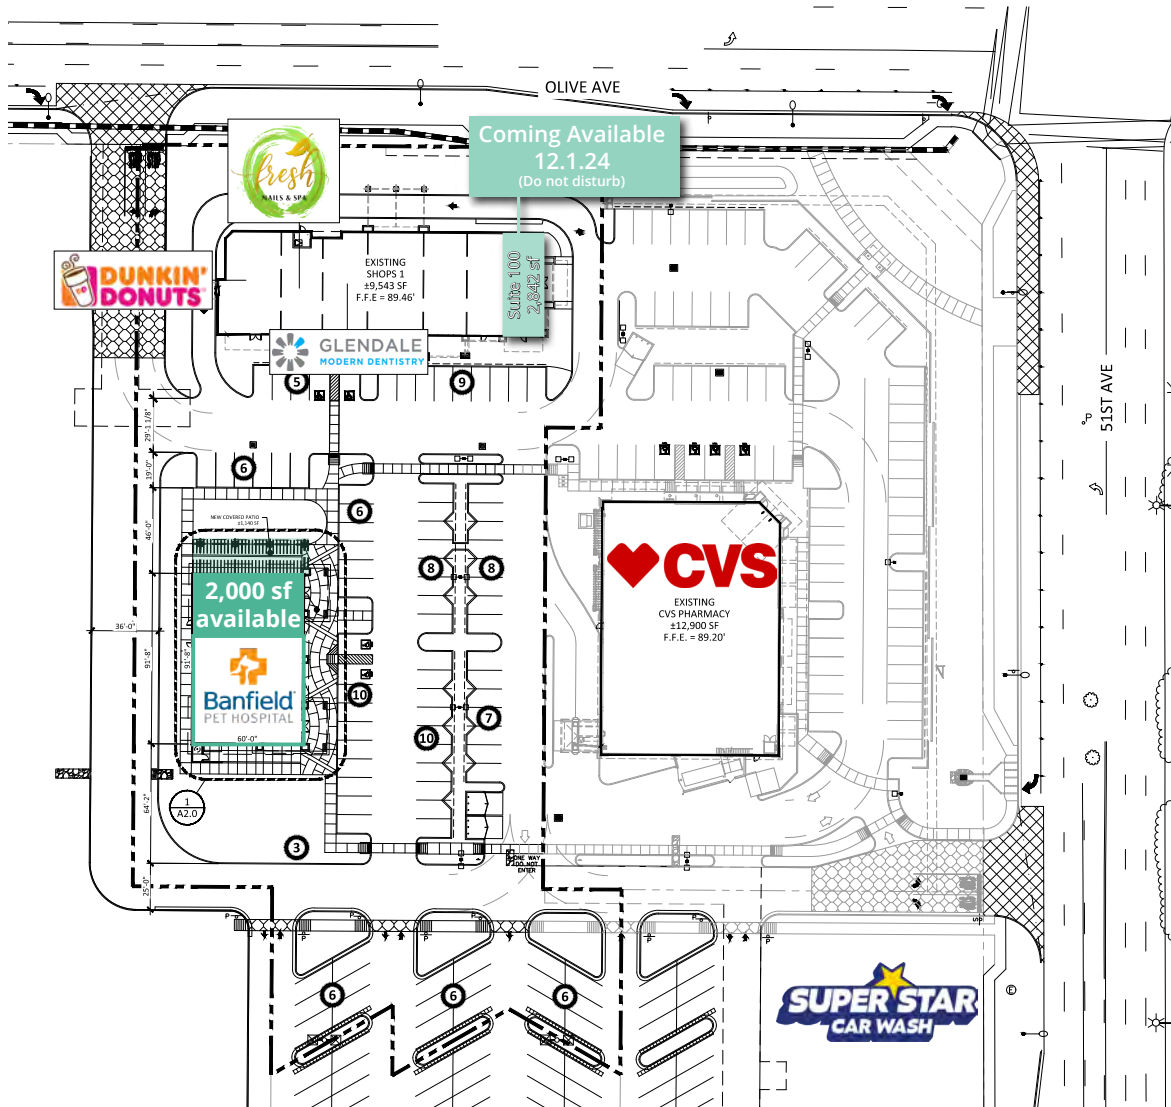 OLIVE AVE
fresh
NAILS & SPA
Coming Available
12.1.24
(Do not disturb)
DUNKIN'
DONUTS
EXISTING
SHOPS 1
±9,543 SF
F.F.E = 89.46'
Suite 100
2,842 sf
GLENDALE
MODERN DENTISTRY
5
9
51ST AVE
29'-1 1/8"
6
19'-0"
6
NEW COVERED PATIO
±1,140 SF
46'-0"
8
8
CVS
2,000 sf
available
EXISTING
CVS PHARMACY
±12,900 SF
F.F.E. = 89.20'
36'-0"
91'-8"
91'-8"
Banfield
PET HOSPITAL
10
7
10
60'-0"
64'-2"
1
A2.0
3
ONE WAY
DO NOT
ENTER
25'-0"
P
P
P
P
P
P
P
P
6
6
6
E
SUPER STAR
CAR WASH